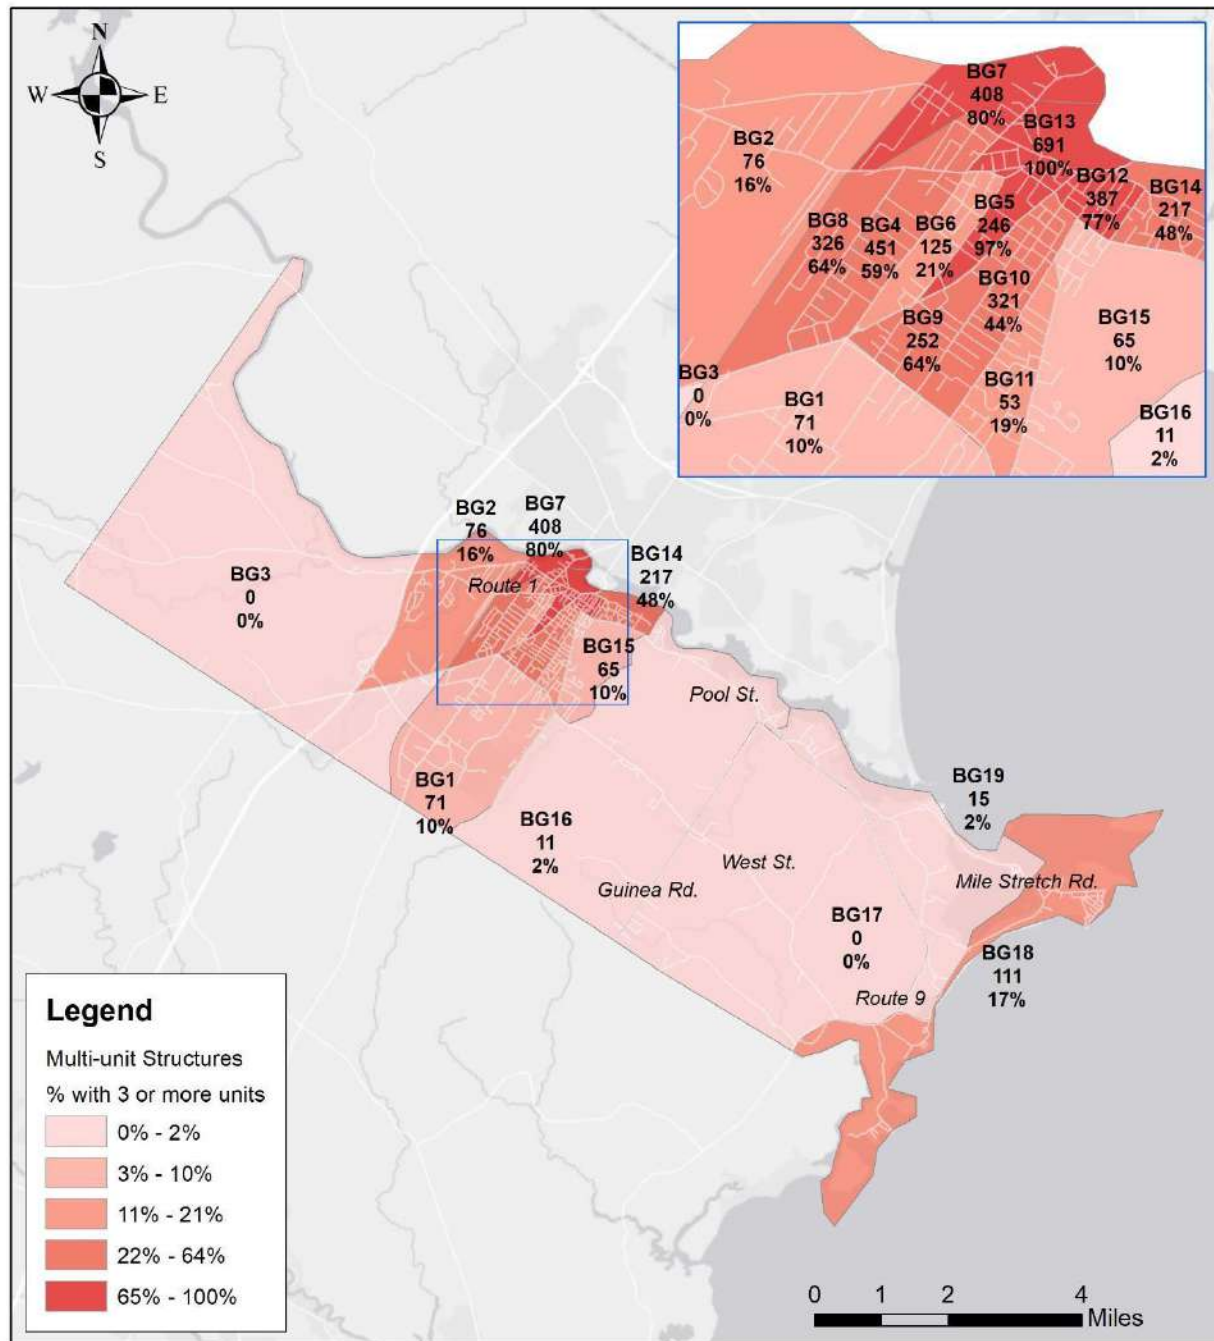 N
W E
S
BG7
408
80%
BG13
691
100%
BG2
76
16%
BG12
387
77%
BG14
217
48%
BG8
326
64%
BG4
451
59%
BG6
125
21%
BG5
246
97%
BG10
321
44%
BG9
252
64%
BG15
65
10%
BG3
0
0%
BG1
71
10%
BG11
53
19%
BG16
11
2%
BG2
76
16%
BG7
408
80%
BG14
217
48%
Route 1
BG3
0
0%
BG15
65
10%
Pool St.
BG1
71
10%
BG16
11
2%
BG19
15
2%
West St.
Guinea Rd.
Mile Stretch Rd.
BG17
0
0%
BG18
111
17%
Route 9
Legend
Multi-unit Structures
% with 3 or more units
0% - 2%
3% - 10%
11% - 21%
22% - 64%
65% - 100%
0 1 2 4
Miles